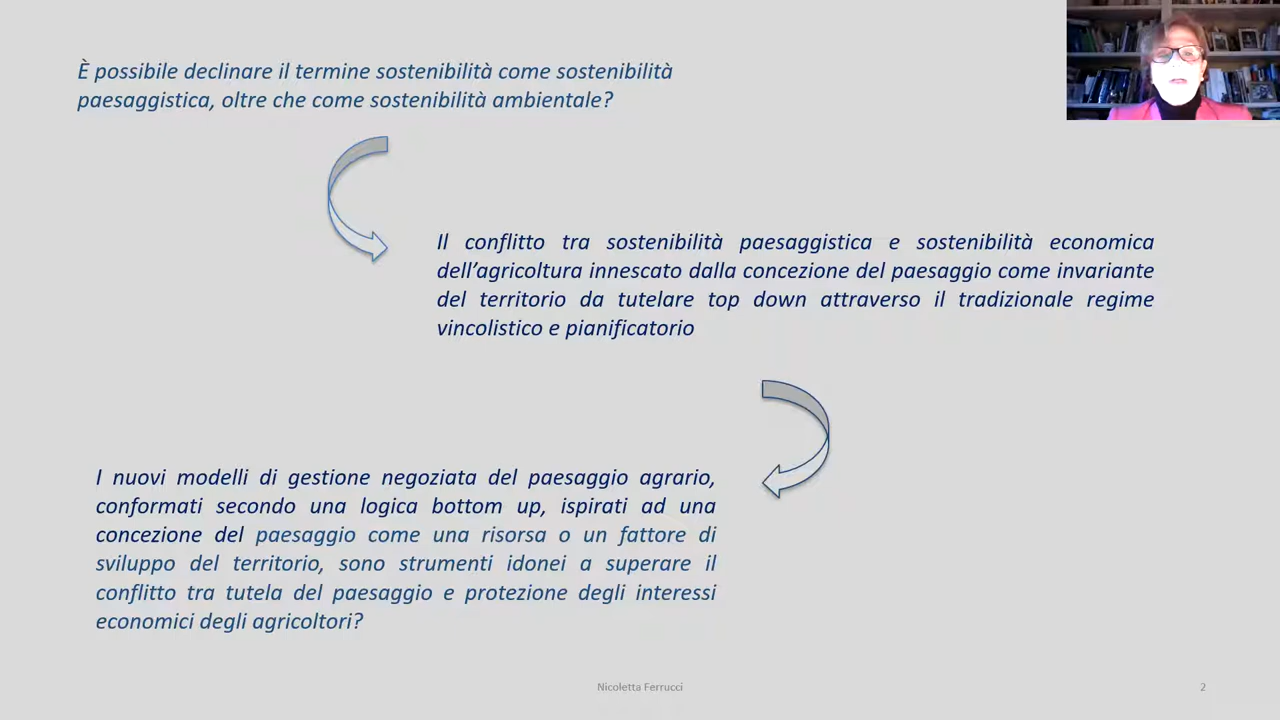 È possibile declinare il termine sostenibilità come sostenibilità
paesaggistica, oltre che come sostenibilità ambientale?
Il conflitto tra sostenibilità paesaggistica e sostenibilità economica
dell’agricoltura innescato dalla concezione del paesaggio come invariante
del territorio da tutelare top down attraverso il tradizionale regime
vincolistico e pianificatorio
I nuovi modelli di gestione negoziata del paesaggio agrario,
conformati secondo una logica bottom up, ispirati ad una
concezione del paesaggio come una risorsa o un fattore di
sviluppo del territorio, sono strumenti idonei a superare il
conflitto tra tutela del paesaggio e protezione degli interessi
economici degli agricoltori?
Nicoletta Ferrucci
2